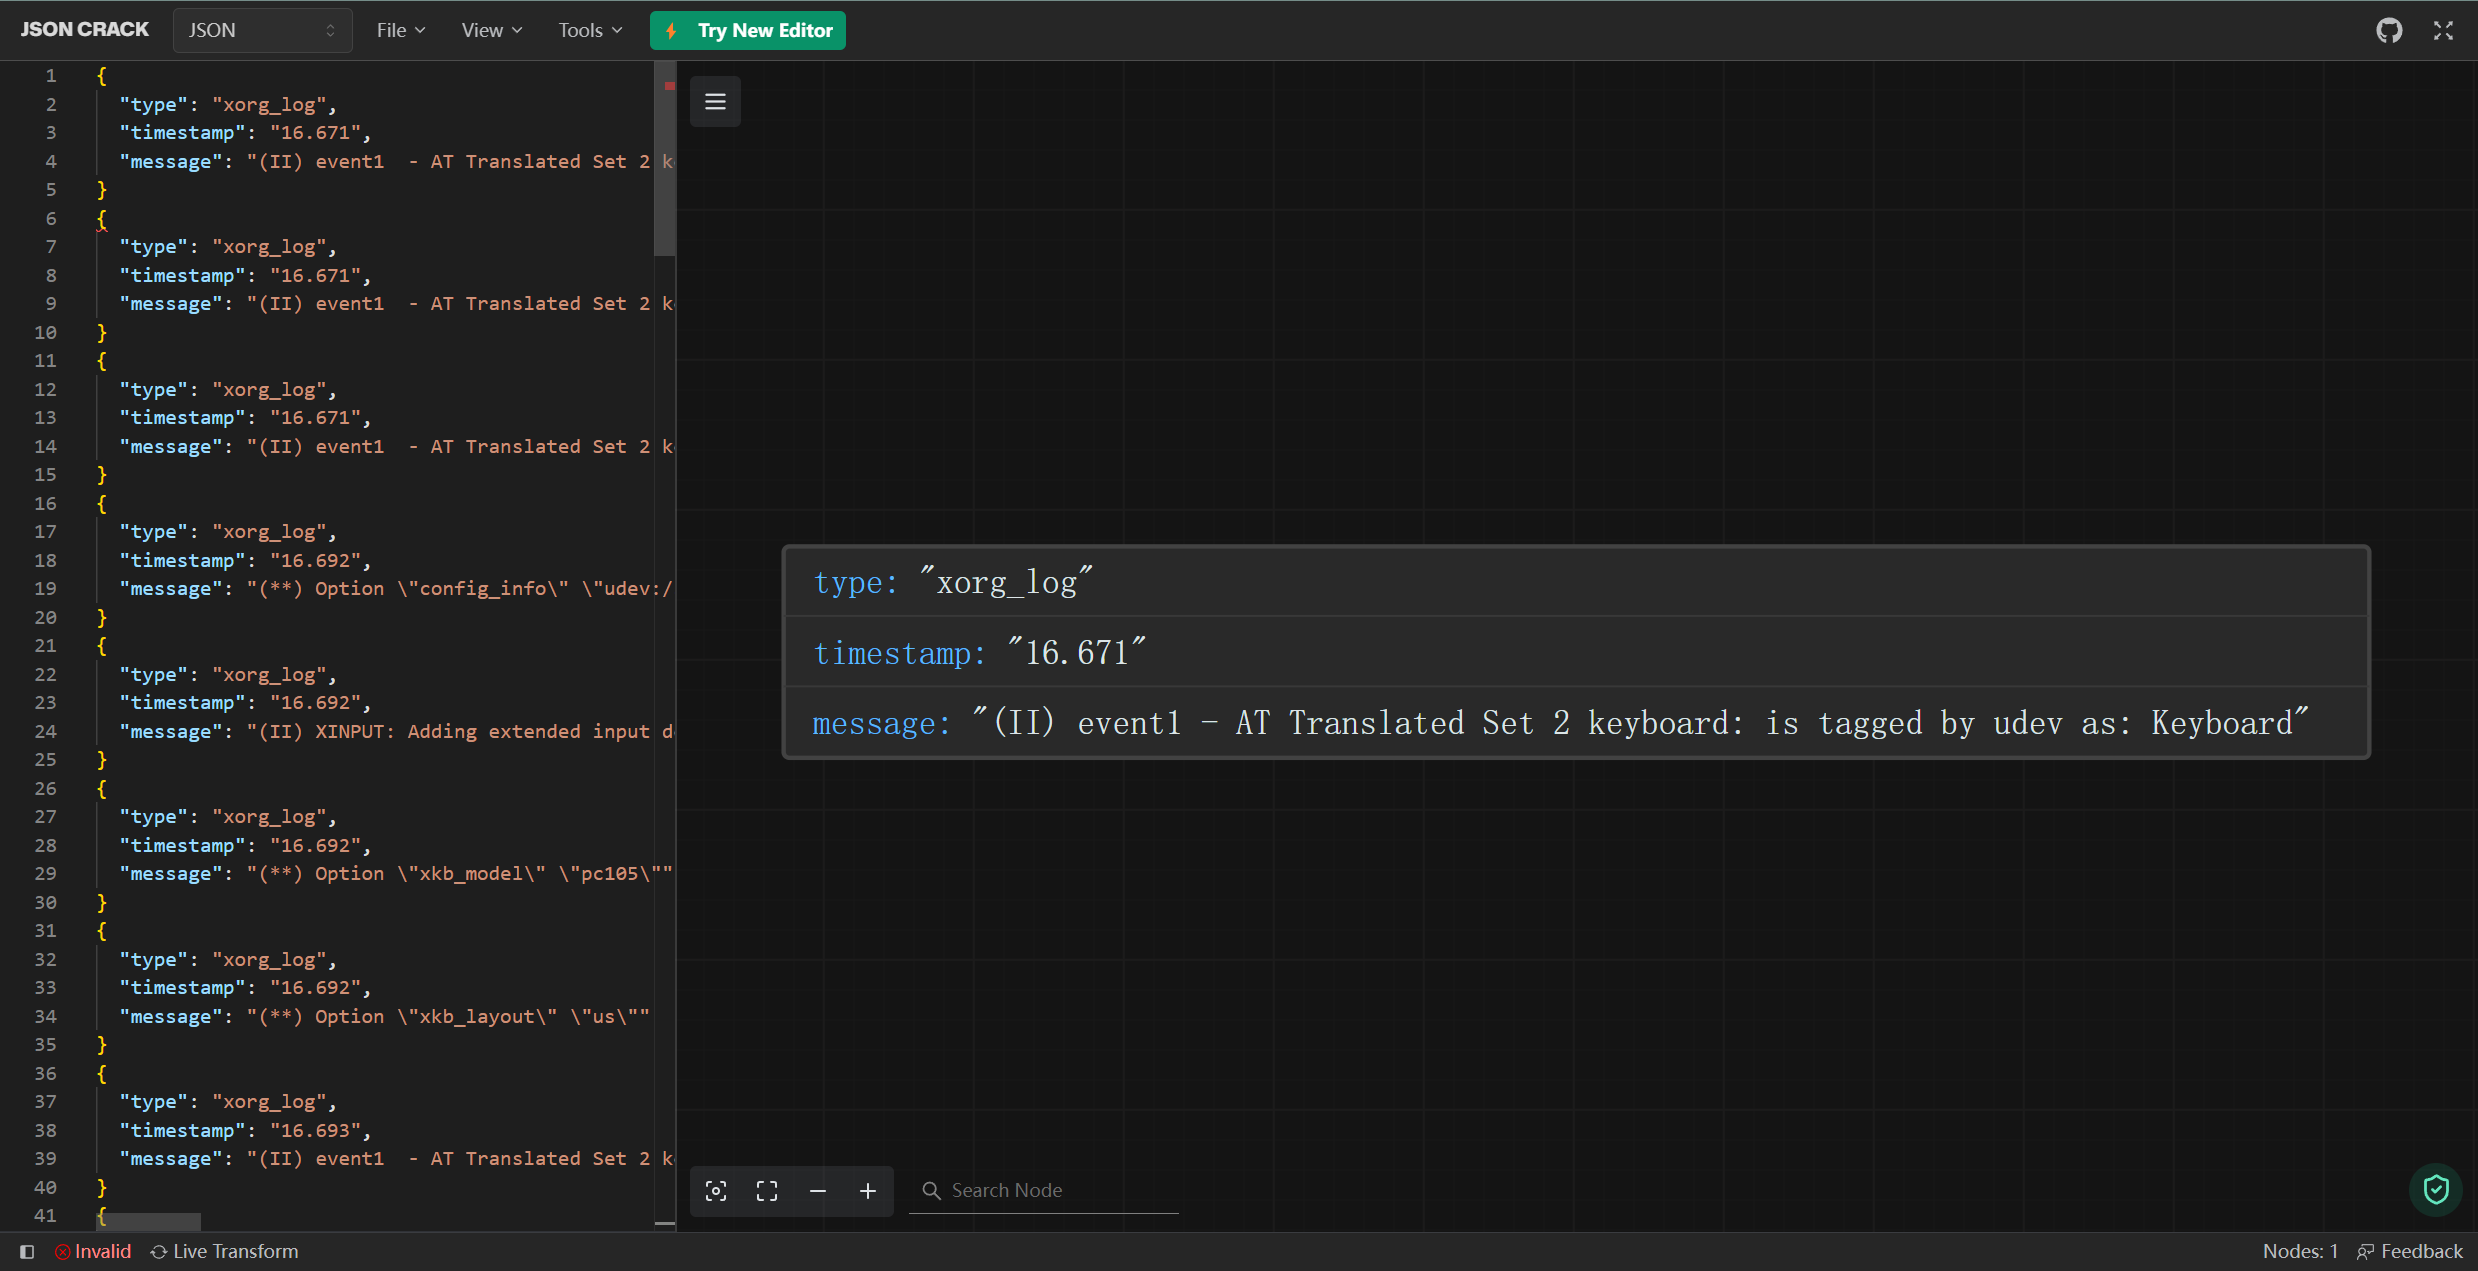 JSON CRACK JSON File View Tools Try New Editor
1 {
2 "type": "xorg_log",
3 "timestamp": "16.671",
4 "message": "(II) event1  - AT Translated Set 2 k
5 }
6 {
7 "type": "xorg_log",
8 "timestamp": "16.671",
9 "message": "(II) event1  - AT Translated Set 2 k
10 }
11 {
12 "type": "xorg_log",
13 "timestamp": "16.671",
14 "message": "(II) event1  - AT Translated Set 2 k
15 }
16 {
17 "type": "xorg_log",
18 "timestamp": "16.692",
19 "message": "(**) Option \"config_info\" \"udev:/
20 }
21 {
22 "type": "xorg_log",
23 "timestamp": "16.692",
24 "message": "(II) XINPUT: Adding extended input d
25 }
26 {
27 "type": "xorg_log",
28 "timestamp": "16.692",
29 "message": "(**) Option \"xkb_model\" \"pc105\""
30 }
31 {
32 "type": "xorg_log",
33 "timestamp": "16.692",
34 "message": "(**) Option \"xkb_layout\" \"us\""
35 }
36 {
37 "type": "xorg_log",
38 "timestamp": "16.693",
39 "message": "(II) event1  - AT Translated Set 2 k
40 }
41 {
type: "xorg_log"
timestamp: "16.671"
message: "(II) event1 - AT Translated Set 2 keyboard: is tagged by udev as: Keyboard"
Search Node
Invalid Live Transform Nodes: 1 Feedback